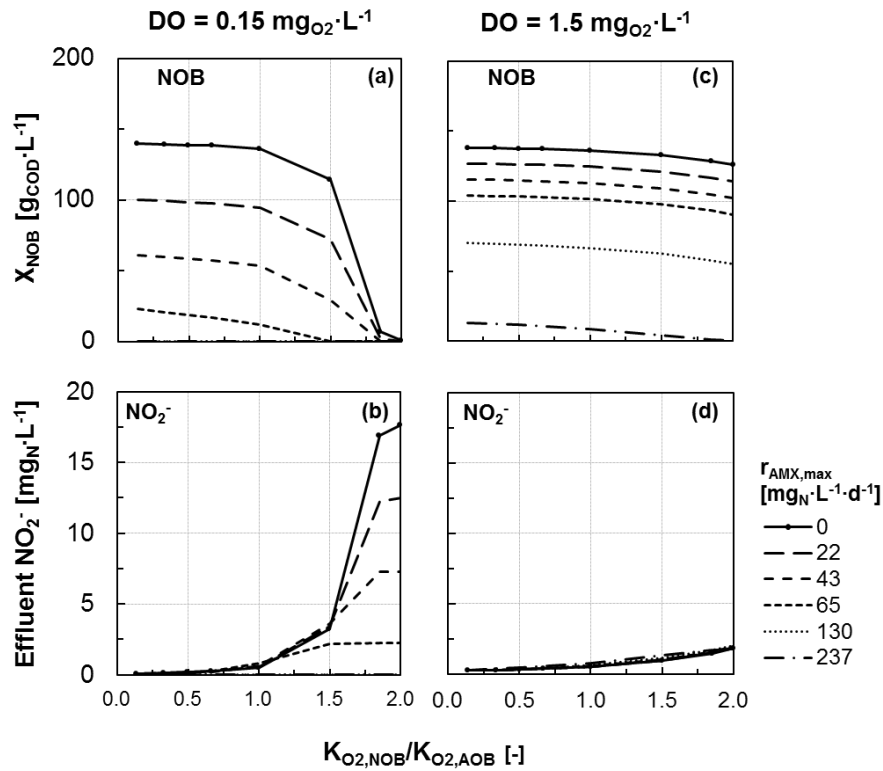 DO = 0.15 mgO2·L-1
DO = 1.5 mgO2·L-1
200
100
0
XNOB [gCOD·L-1]
NOB
(a)
NOB
(c)
20
15
10
5
0
Effluent NO2- [mgN·L-1]
NO2-
(b)
NO2-
(d)
0.0
0.5
1.0
1.5
2.0
0.0
0.5
1.0
1.5
2.0
KO2,NOB/KO2,AOB [-]
rAMX,max
[mgN·L-1·d-1]
0
22
43
65
130
237